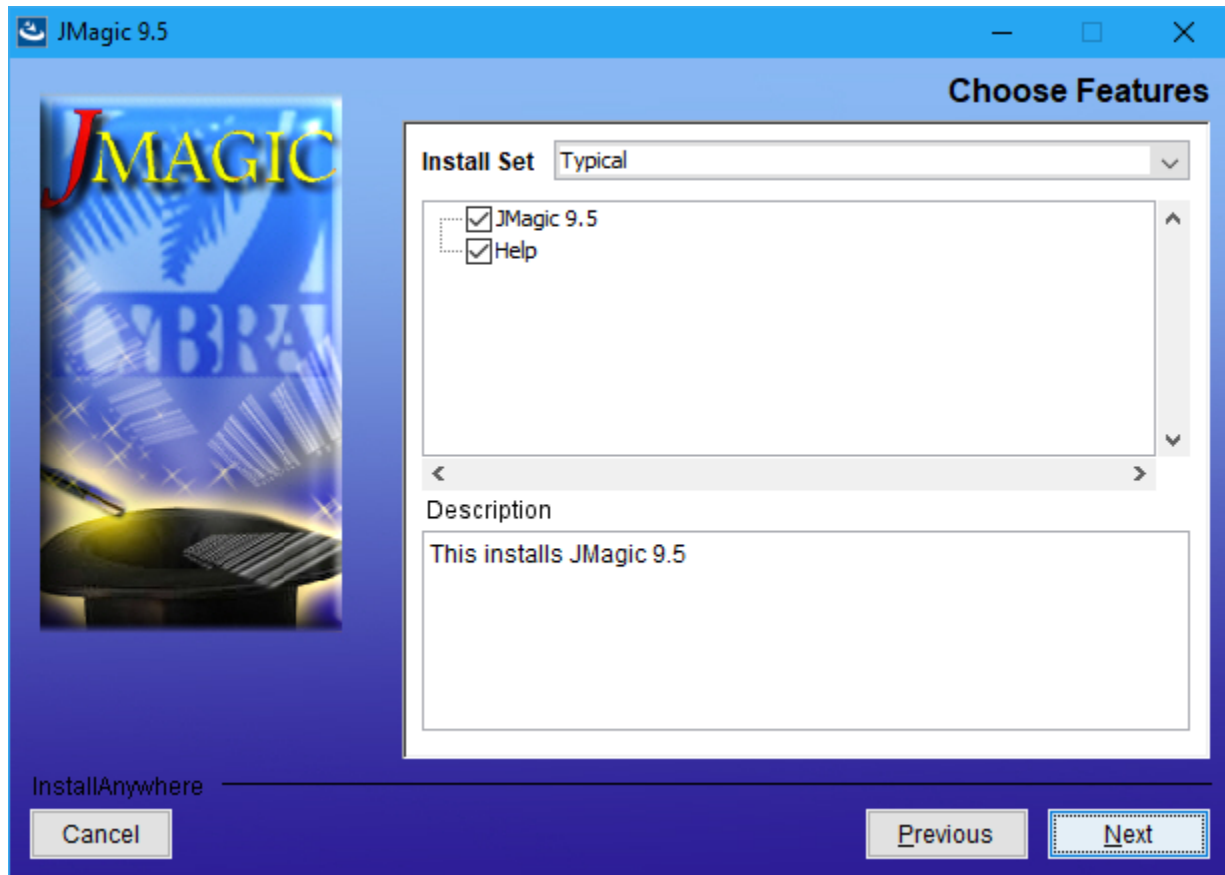 JMagic 9.5
Choose Features
JMAGIC
CYBRA
Install Set Typical
JMagic 9.5
Help
Description
This installs JMagic 9.5
InstallAnywhere
Cancel
Previous
Next